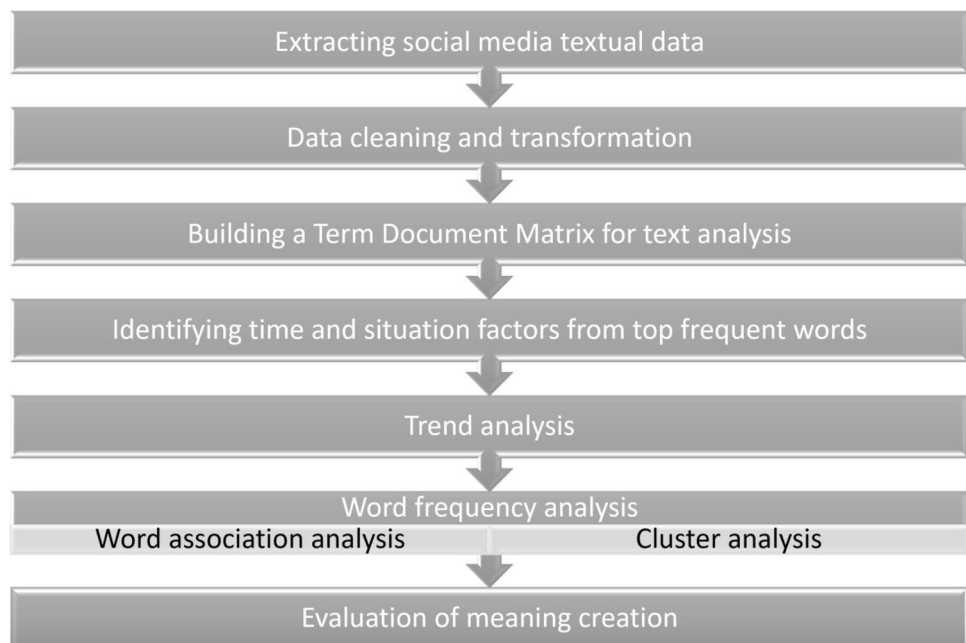 Extracting social media textual data
Data cleaning and transformation
Building a Term Document Matrix for text analysis
Identifying time and situation factors from top frequent words
Trend analysis
Word frequency analysis
Word association analysis
Cluster analysis
Evaluation of meaning creation